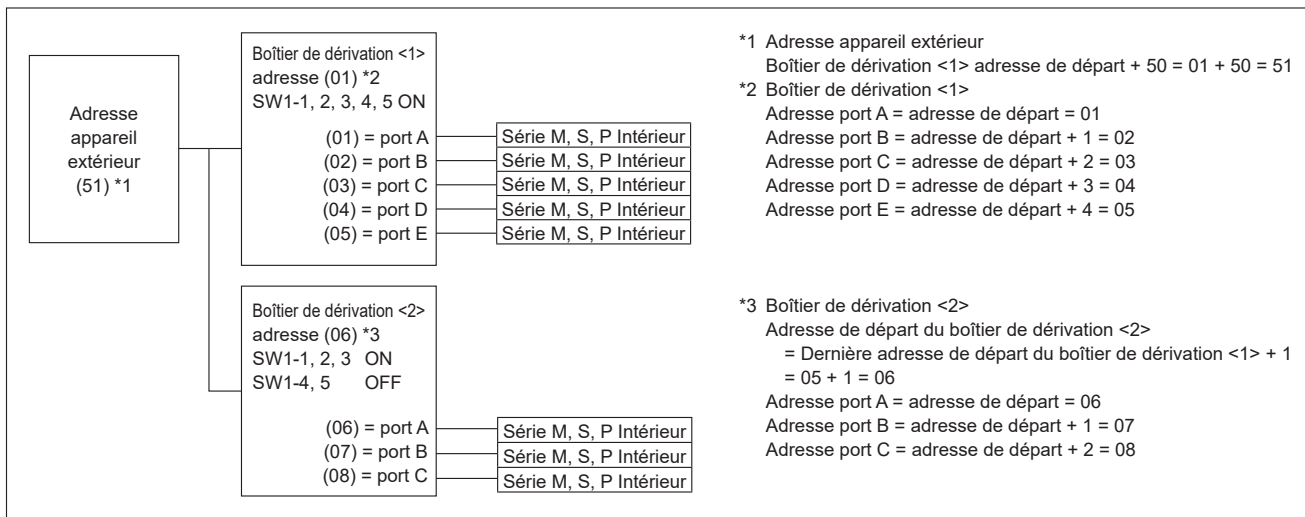 Adresse
appareil
extérieur
(51) *1
Boîtier de dérivation <1>
adresse (01) *2
SW1-1, 2, 3, 4, 5 ON
(01) = port A
(02) = port B
(03) = port C
(04) = port D
(05) = port E
Série M, S, P Intérieur
Série M, S, P Intérieur
Série M, S, P Intérieur
Série M, S, P Intérieur
Série M, S, P Intérieur
Boîtier de dérivation <2>
adresse (06) *3
SW1-1, 2, 3 ON
SW1-4, 5 OFF
(06) = port A
(07) = port B
(08) = port C
Série M, S, P Intérieur
Série M, S, P Intérieur
Série M, S, P Intérieur
*1 Adresse appareil extérieur
Boîtier de dérivation <1> adresse de départ + 50 = 01 + 50 = 51
*2 Boîtier de dérivation <1>
Adresse port A = adresse de départ = 01
Adresse port B = adresse de départ + 1 = 02
Adresse port C = adresse de départ + 2 = 03
Adresse port D = adresse de départ + 3 = 04
Adresse port E = adresse de départ + 4 = 05
*3 Boîtier de dérivation <2>
Adresse de départ du boîtier de dérivation <2>
= Dernière adresse de départ du boîtier de dérivation <1> + 1
= 05 + 1 = 06
Adresse port A = adresse de départ = 06
Adresse port B = adresse de départ + 1 = 07
Adresse port C = adresse de départ + 2 = 08